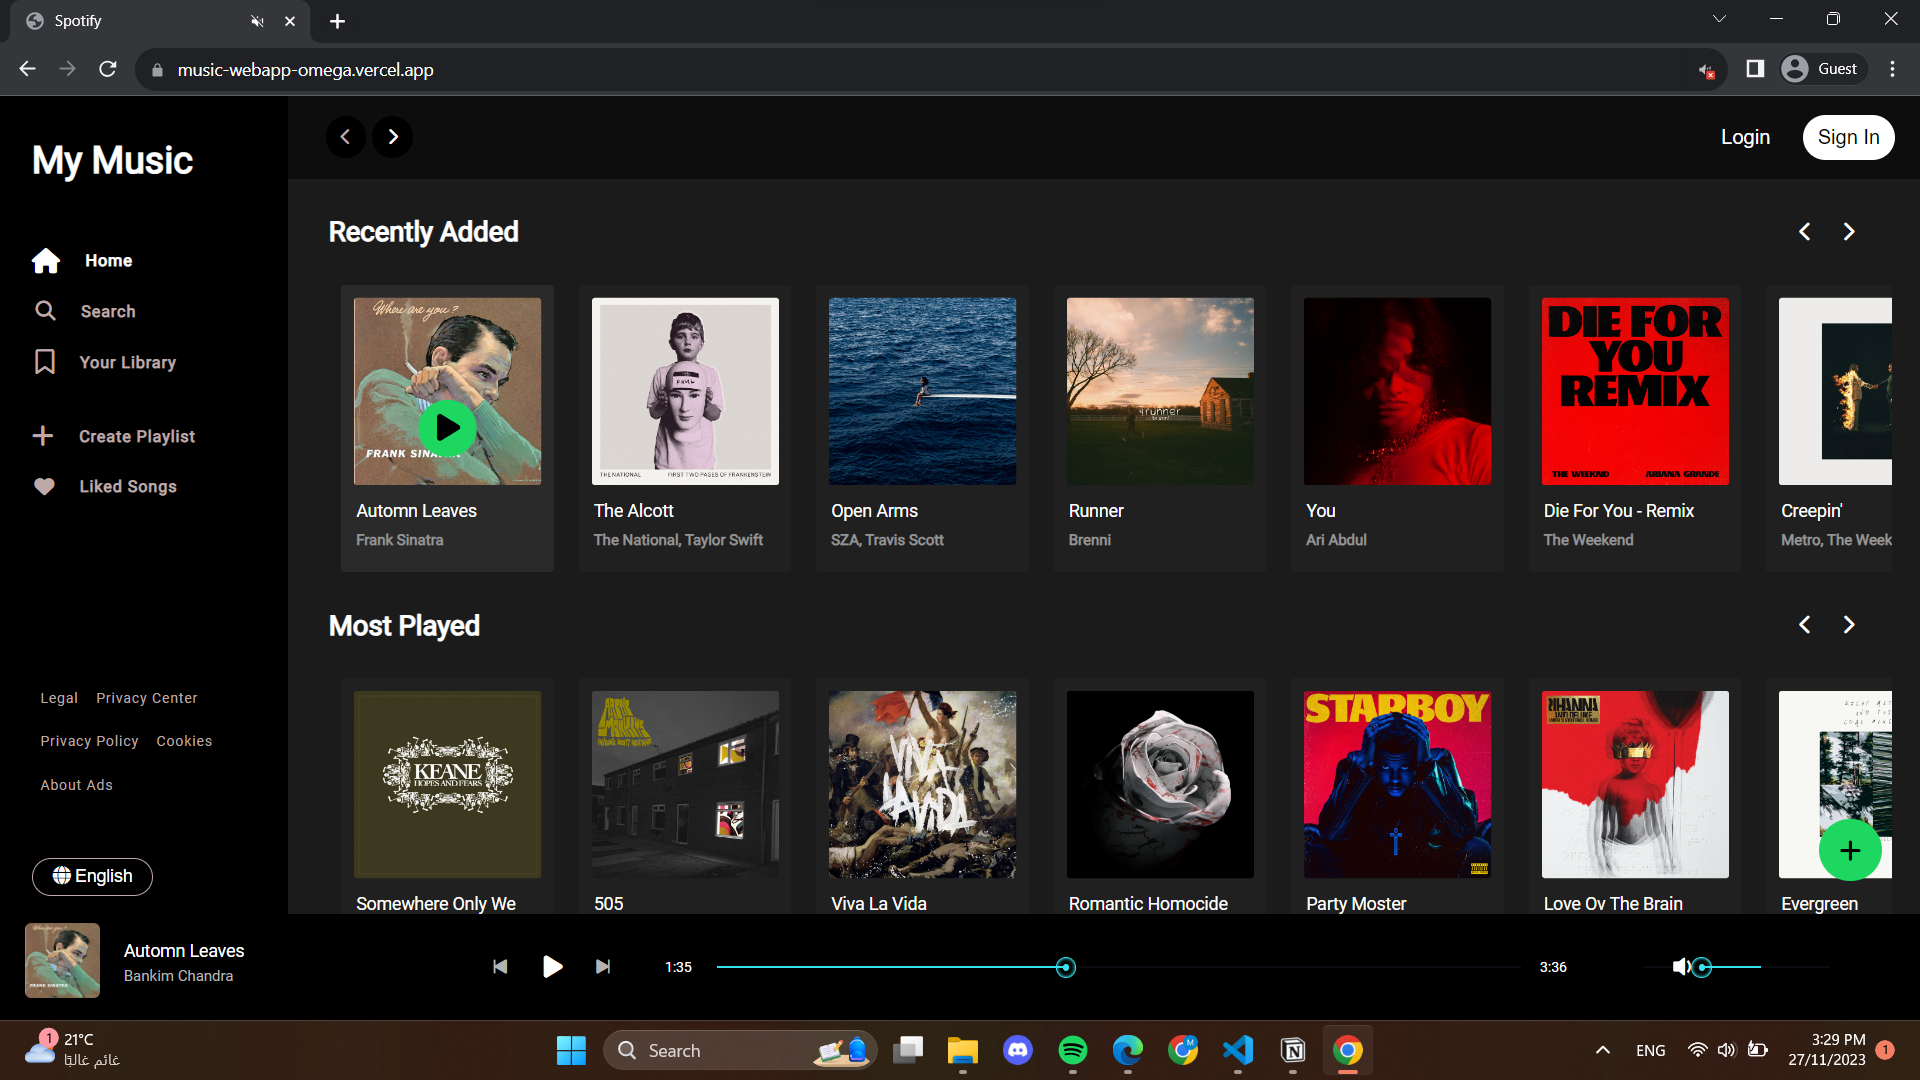 Spotify
music-webapp-omega.vercel.app
Guest
My Music
Login
Sign In
Home
Search
Your Library
Create Playlist
Liked Songs
Legal Privacy Center
Privacy Policy Cookies
About Ads
English
Recently Added
Where are you?
FRANK SINA
Automn Leaves
Frank Sinatra
THE NATIONAL FIRST TWO PAGES OF FRANKENSTEIN
The Alcott
The National, Taylor Swift
Open Arms
SZA, Travis Scott
4runner
brenni
Runner
Brenni
You
Ari Abdul
DIE FOR
YOU
REMIX
THE WEEKND ARIANA GRANDE
Die For You - Remix
The Weekend
Creepin'
Metro, The Week
Most Played
KEANE
HOPES AND FEARS
Somewhere Only We
505
VIVA
LA VIDA
Viva La Vida
Romantic Homocide
STARBOY
Party Moster
RIHANNA
Love Ov The Brain
Evergreen
Automn Leaves
Bankim Chandra
1:35
3:36
1
21°C
غائم غالبًا
Search
M
ENG
3:29 PM
27/11/2023
1